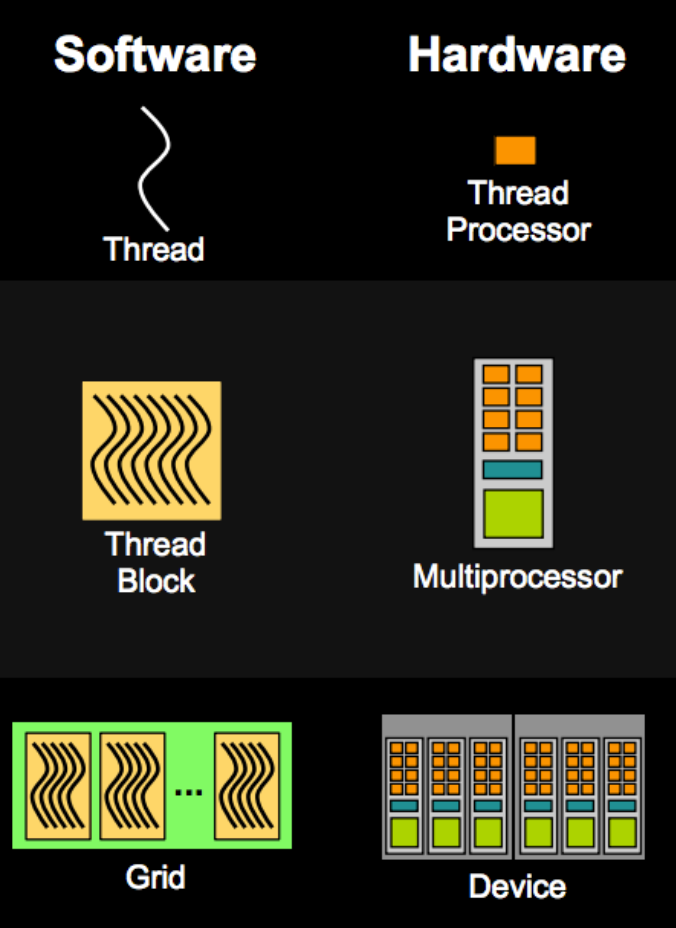 Software
Hardware
Thread
Thread
Processor
Thread
Block
Multiprocessor
...
Grid
Device